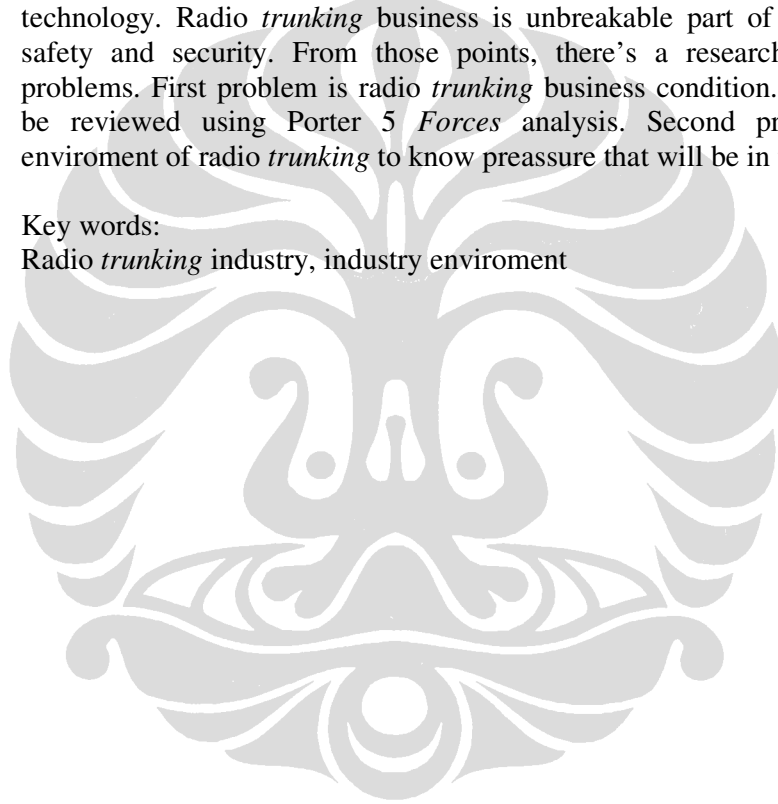 technology. Radio trunking business is unbreakable part of
safety and security. From those points, there's a research
problems. First problem is radio trunking business condition.
be reviewed using Porter 5 Forces analysis. Second pr
enviroment of radio trunking to know preassure that will be in
Key words:
Radio trunking industry, industry enviroment